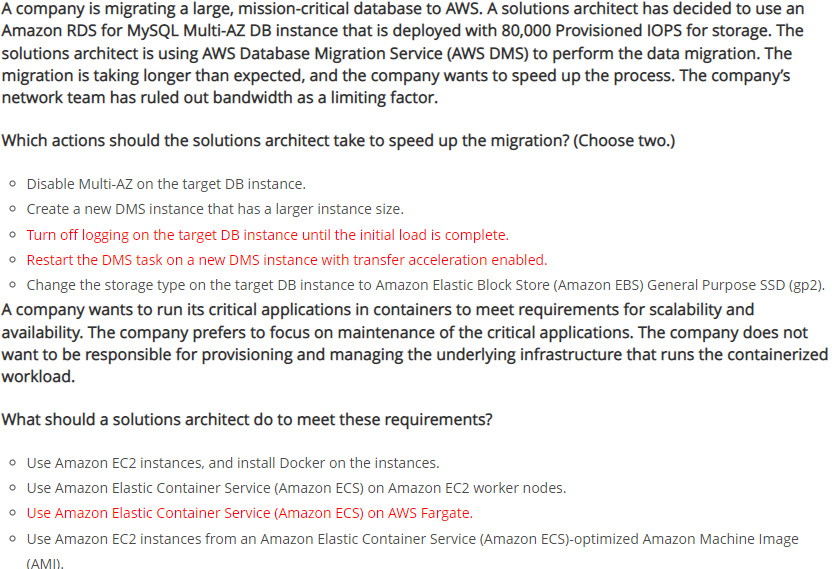 A company is migrating a large, mission-critical database to AWS. A solutions architect has decided to use an
Amazon RDS for MySQL Multi-AZ DB instance that is deployed with 80,000 Provisioned IOPS for storage. The
solutions architect is using AWS Database Migration Service (AWS DMS) to perform the data migration. The
migration is taking longer than expected, and the company wants to speed up the process. The company's
network team has ruled out bandwidth as a limiting factor.
Which actions should the solutions architect take to speed up the migration? (Choose two.)
Disable Multi-AZ on the target DB instance.
Create a new DMS instance that has a larger instance size.
Turn off logging on the target DB instance until the initial load is complete.
Restart the DMS task on a new DMS instance with transfer acceleration enabled.
Change the storage type on the target DB instance to Amazon Elastic Block Store (Amazon EBS) General Purpose SSD (gp2).
A company wants to run its critical applications in containers to meet requirements for scalability and
availability. The company prefers to focus on maintenance of the critical applications. The company does not
want to be responsible for provisioning and managing the underlying infrastructure that runs the containerized
workload.
What should a solutions architect do to meet these requirements?
Use Amazon EC2 instances, and install Docker on the instances.
Use Amazon Elastic Container Service (Amazon ECS) on Amazon EC2 worker nodes.
Use Amazon Elastic Container Service (Amazon ECS) on AWS Fargate.
Use Amazon EC2 instances from an Amazon Elastic Container Service (Amazon ECS)-optimized Amazon Machine Image
(AMI).